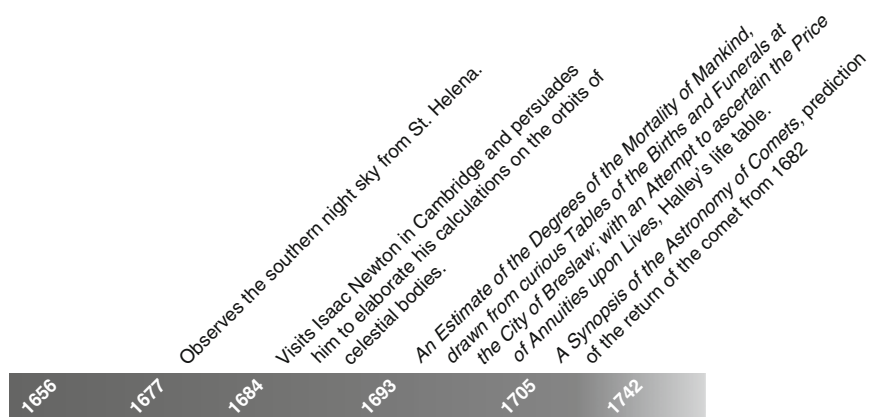 Observes the southern night sky from St. Helena.
Visits Isaac Newton in Cambridge and persuades
him to elaborate his calculations on the orbits of
celestial bodies.
An Estimate of the Degrees of the Mortality of Mankind,
drawn from curious Tables of the Births and Funerals at
the City of Breslaw; with an Attempt to ascertain the Price
of Annuities upon Lives, Halley's life table.
A Synopsis of the Astronomy of Comets, prediction
of the return of the comet from 1682
1656
1677
1684
1693
1705
1742